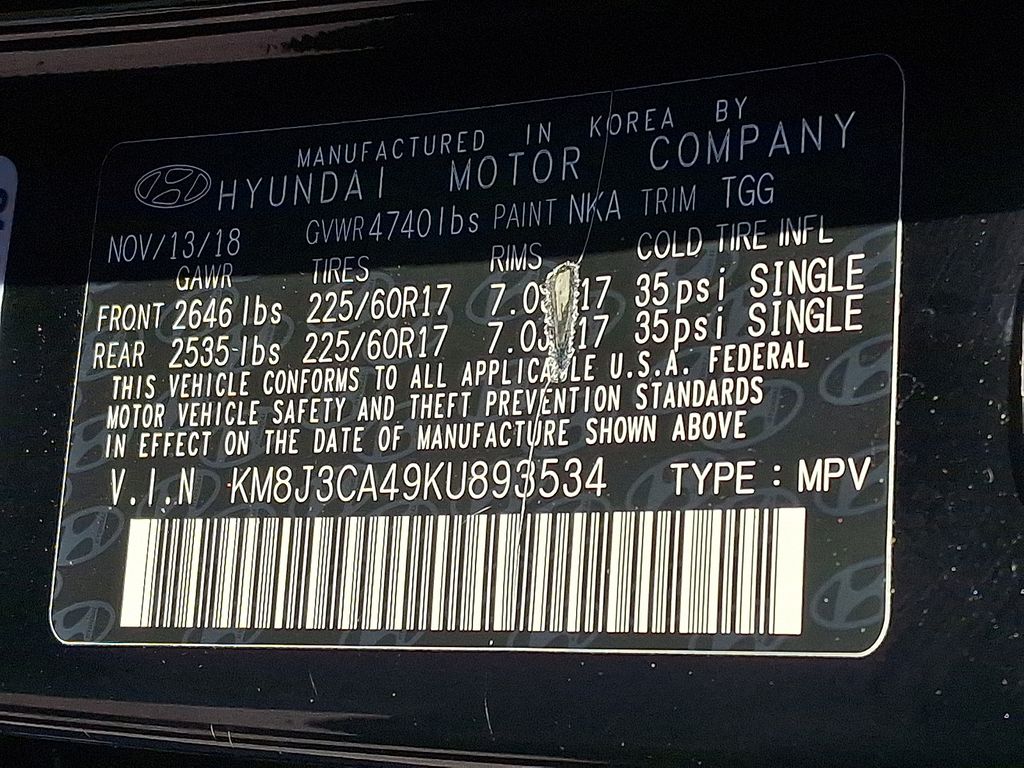 MANUFACTURED IN KOREA BY
HYUNDAI MOTOR COMPANY
NOV/13/18 GVWR 4740lbs PAINT NKA TRIM TGG
GAWR TIRES RIMS COLD TIRE INFL
FRONT 2646 lbs 225/60R17 35psi SINGLE
REAR 2535 lbs 225/60R17 35psi SINGLE
THIS VEHICLE CONFORMS TO ALL APPLICABLE U.S.A. FEDERAL
MOTOR VEHICLE SAFETY AND THEFT PREVENTION STANDARDS
IN EFFECT ON THE DATE OF MANUFACTURE SHOWN ABOVE
V.I.N KM8J3CA49KU893534 TYPE : MPV